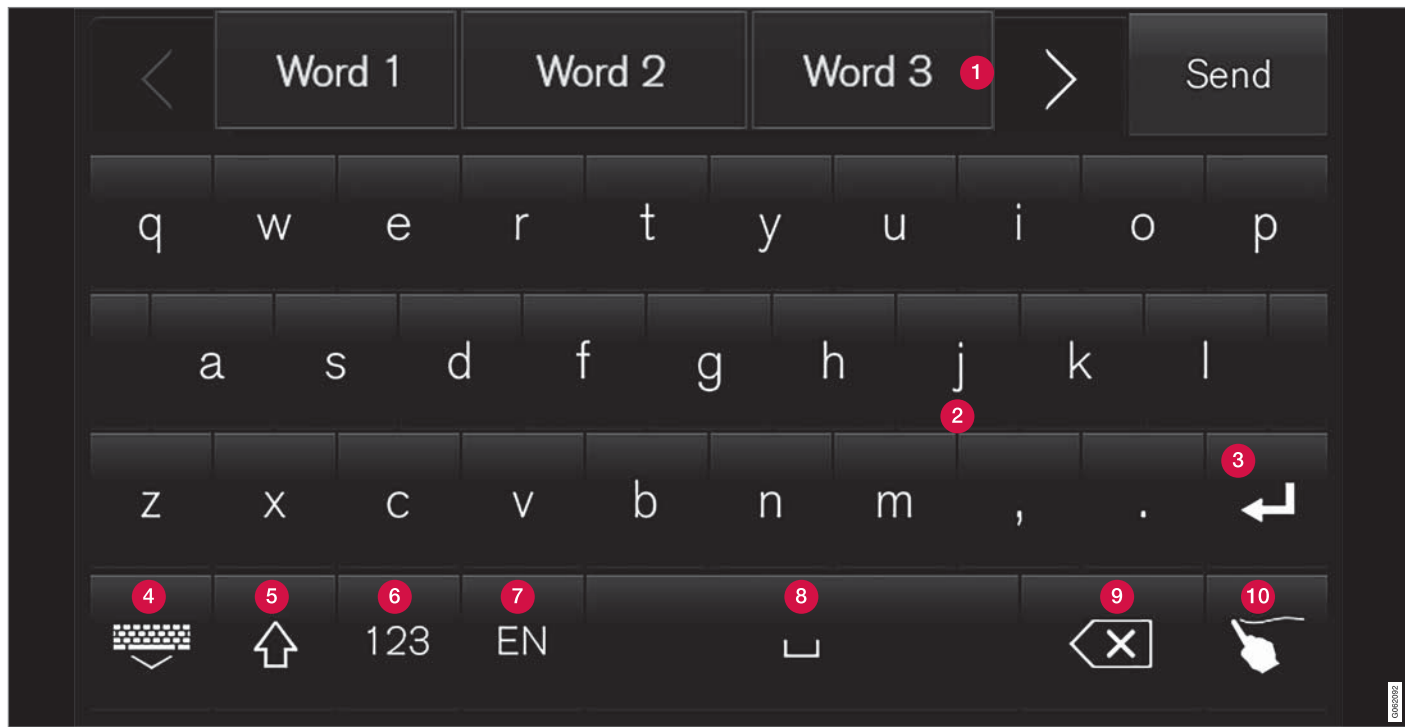 Word 1 Word 2 Word 3 1 Send
q w e r t y u i o p
a s d f g h j k l
2
3
z x c v b n m , .
4 5 6 7 8 9 10
123 EN
G062092